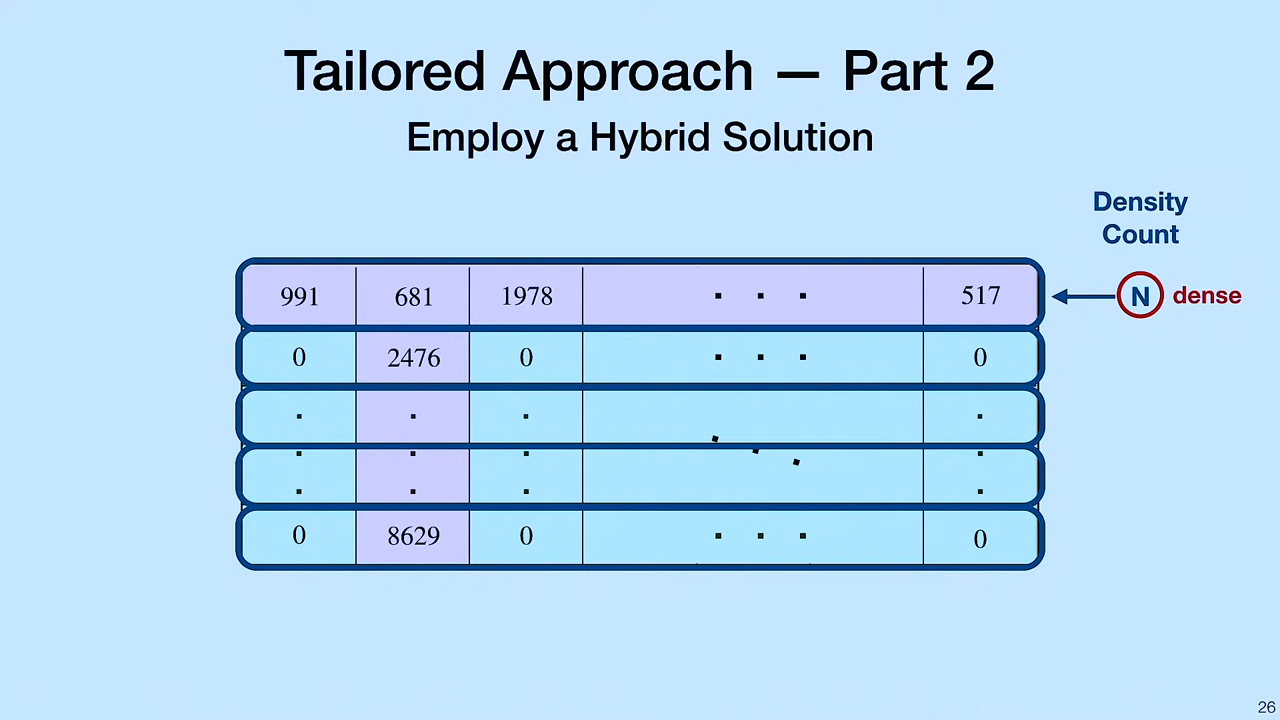 Tailored Approach — Part 2
Employ a Hybrid Solution
Density
Count
991 681 1978 . . . 517
N dense
0 2476 0 . . . 0
. . . . .
. . . . .
. . . . .
0 8629 0 . . . 0
26